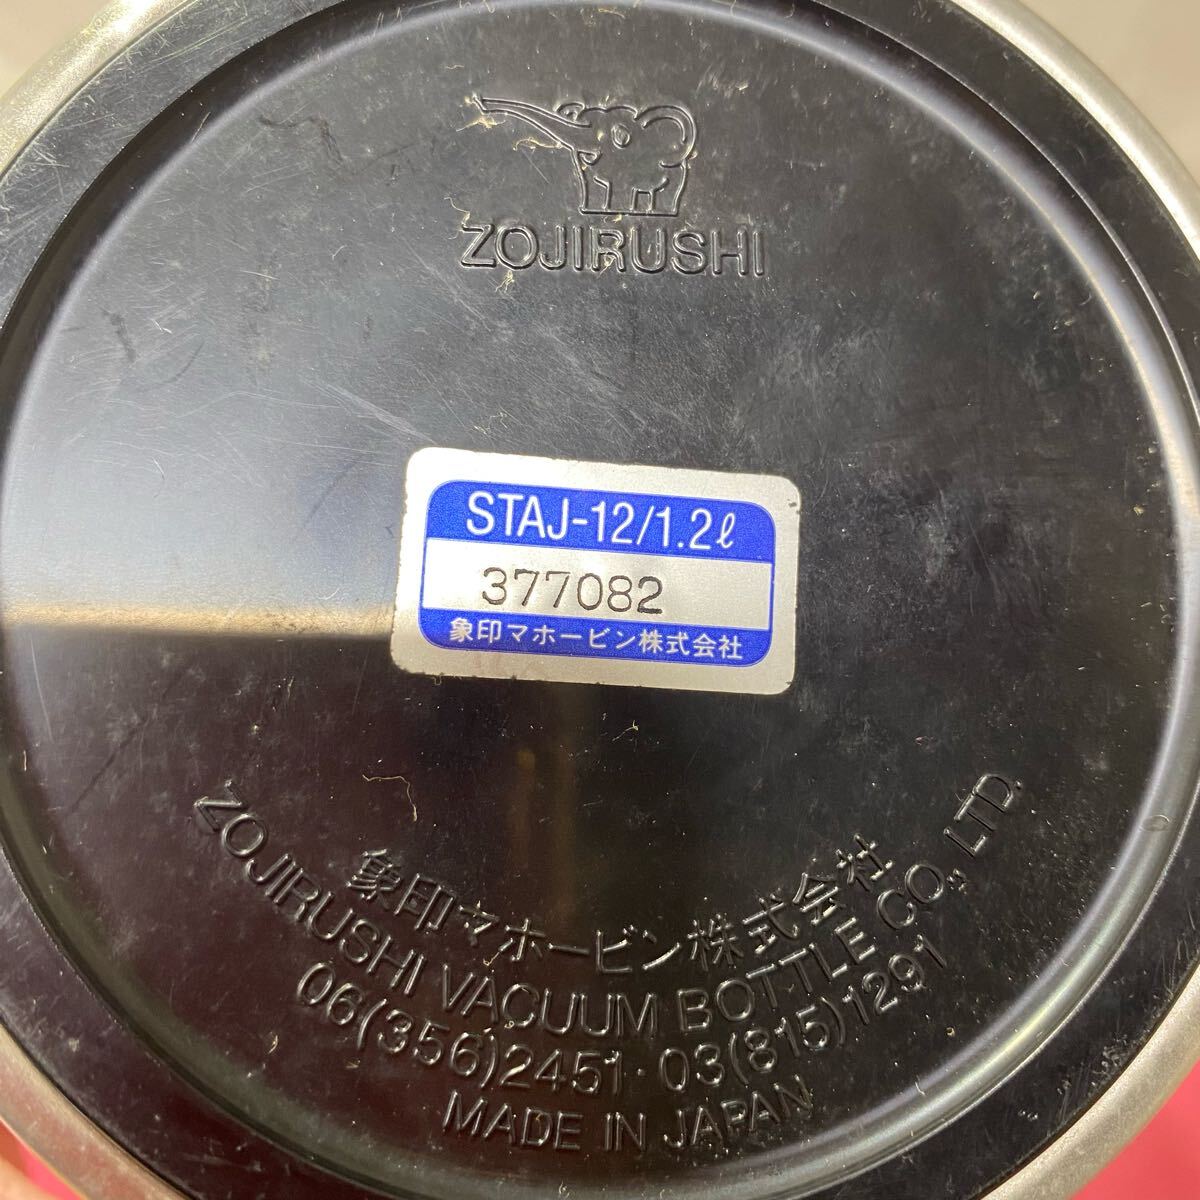 ZOJIRUSHI
STAJ-12/1.2ℓ
377082
象印マホービン株式会社
象印マホービン株式会社
ZOJIRUSHI VACUUM BOTTLE CO., LTD.
06(356)2451・03(815)1291
MADE IN JAPAN